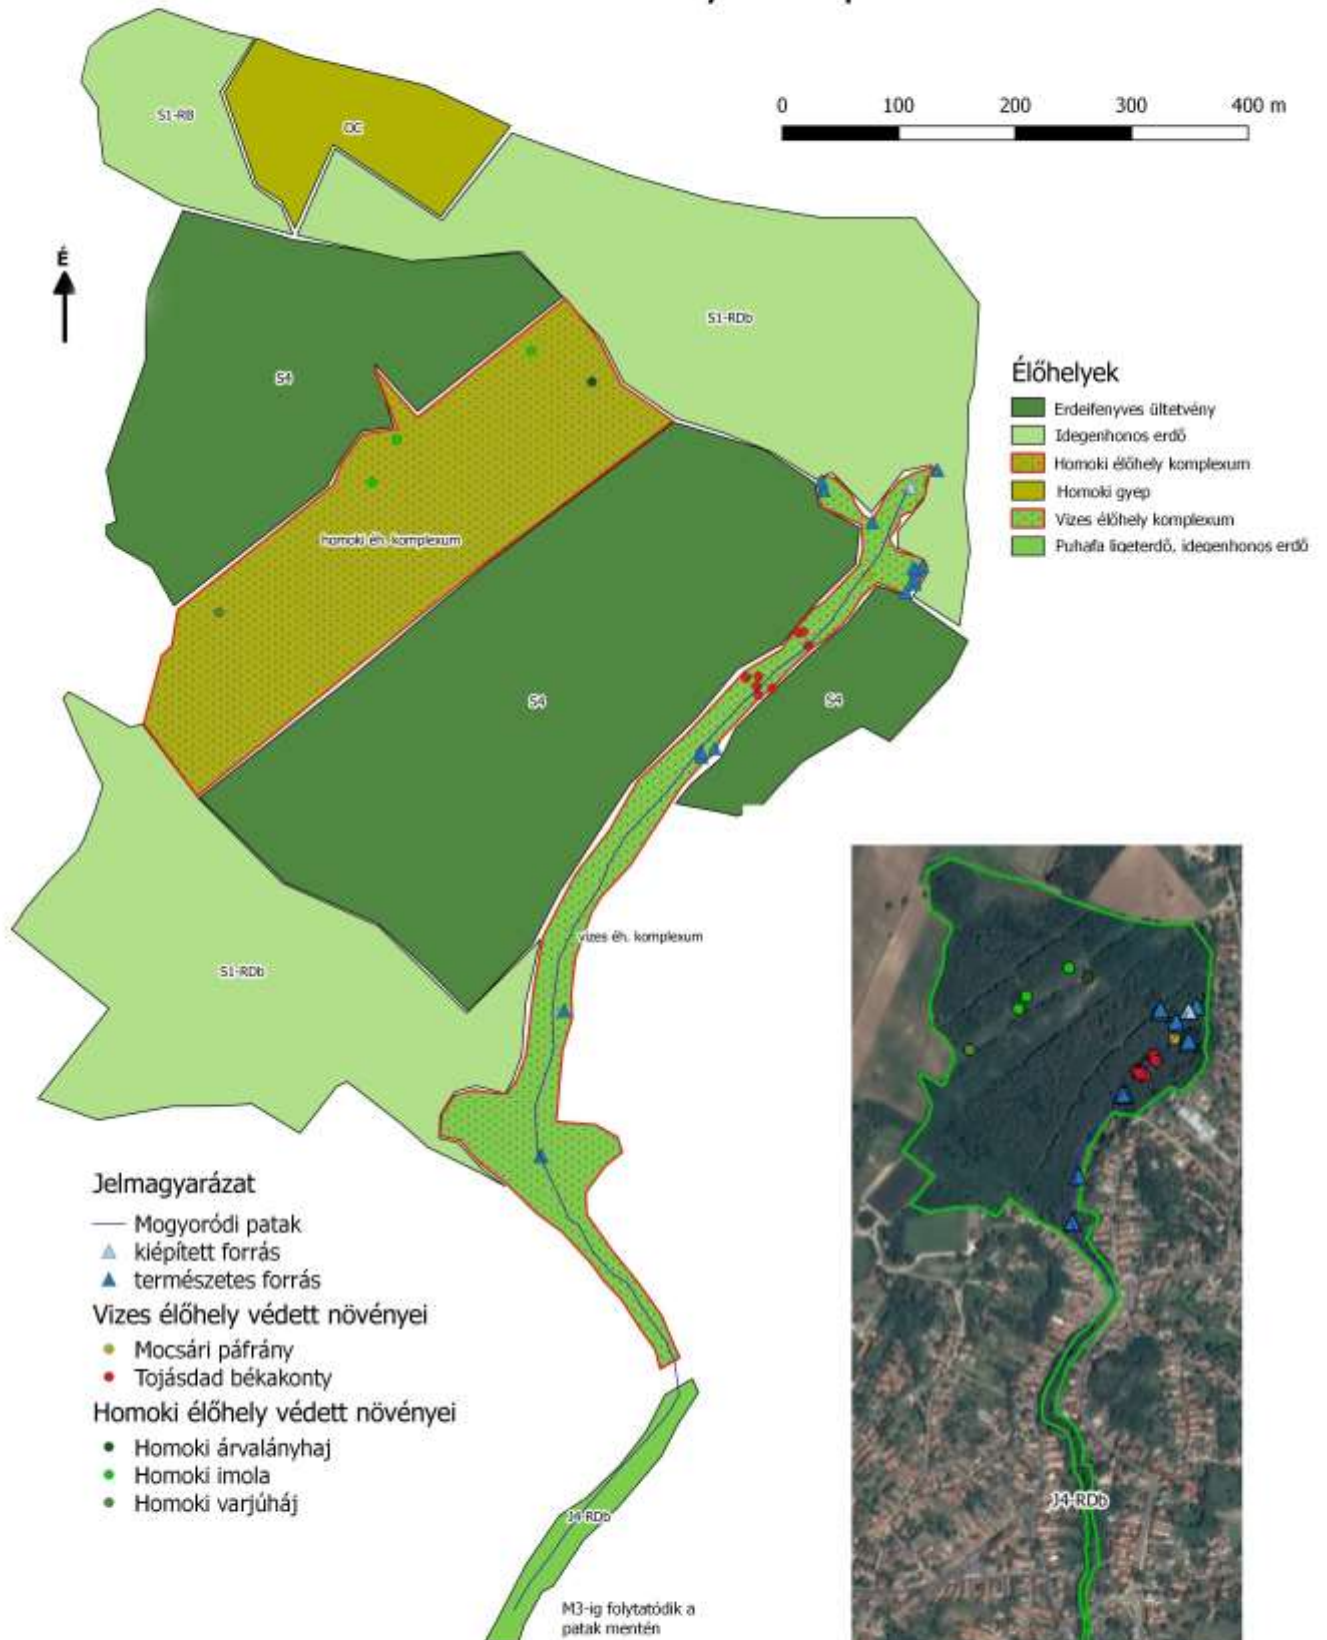 0 100 200 300 400 m
S1-RB
OC
É
S1-RDb
S4
Élőhelyek
Erdeifenyves ültetvény
Idegenhonos erdő
Homoki élőhely komplexum
Homoki gyep
Vizes élőhely komplexum
Puhafa ligeterdő, idegenhonos erdő
homoki éh. komplexum
S4
S4
vizes éh. komplexum
S1-RDb
Jelmagyarázat
Mogyoródi patak
kiépített forrás
természetes forrás
Vizes élőhely védett növényei
Mocsári páfrány
Tojásdad békakonty
Homoki élőhely védett növényei
Homoki árvalányhaj
Homoki imola
Homoki varjúháj
J4-RDb
J4-RDb
M3-ig folytatódik a
patak mentén